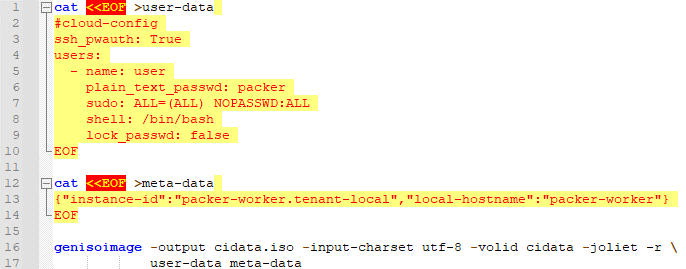 1 cat <<EOF >user-data
2 #cloud-config
3 ssh_pwauth: True
4 users:
5   - name: user
6     plain_text_passwd: packer
7     sudo: ALL=(ALL) NOPASSWD:ALL
8     shell: /bin/bash
9     lock_passwd: false
10 EOF
11
12 cat <<EOF >meta-data
13 {"instance-id":"packer-worker.tenant-local","local-hostname":"packer-worker"}
14 EOF
15
16 genisoimage -output cidata.iso -input-charset utf-8 -volid cidata -joliet -r \
17             user-data meta-data